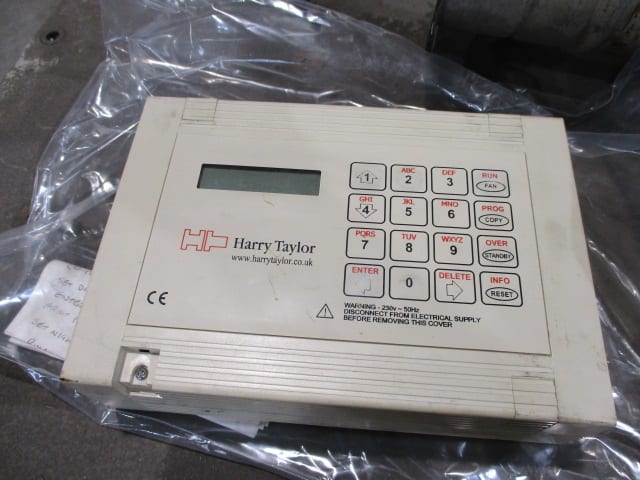 1
ABC
2
DEF
3
RUN
FAN
GHI
4
JKL
5
MNO
6
PROG
COPY
PQRS
7
TUV
8
WXYZ
9
OVER
STANDBY
ENTER
0
DELETE
INFO
RESET
Harry Taylor
www.harrytaylor.co.uk
CE
WARNING - 230v ~ 50Hz
DISCONNECT FROM ELECTRICAL SUPPLY
BEFORE REMOVING THIS COVER